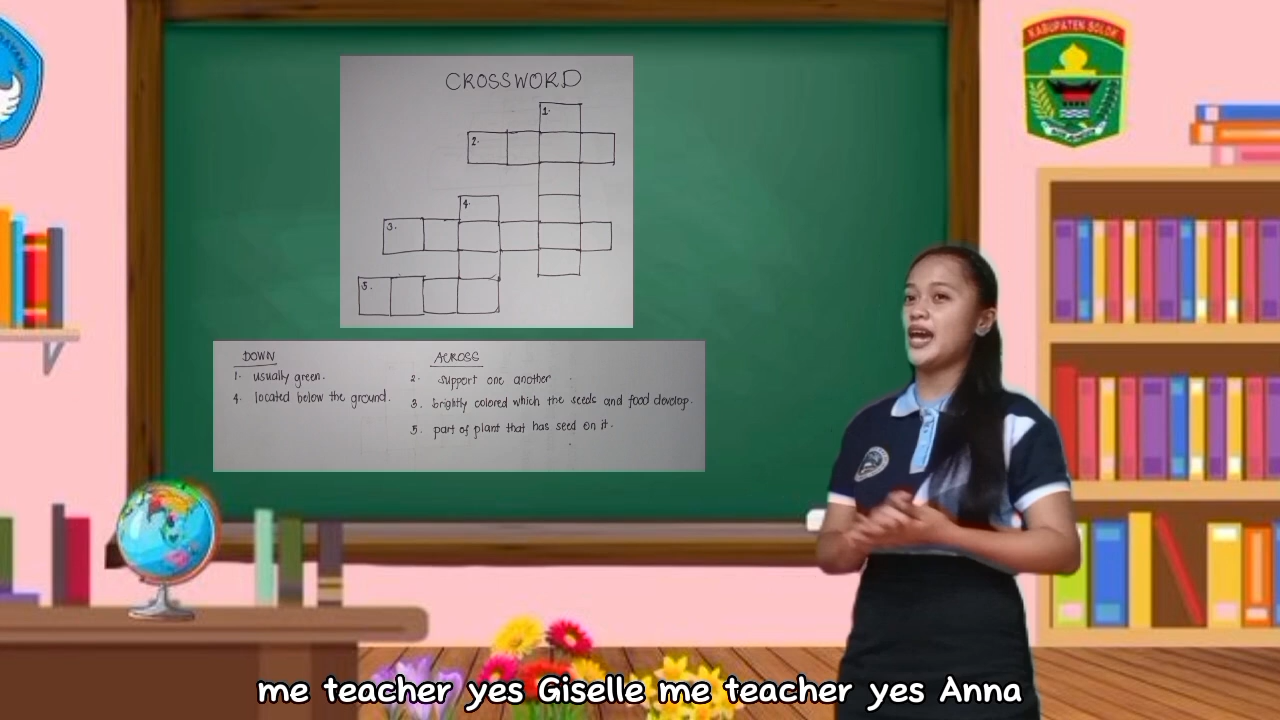 KABUPATEN SOLOK
CROSSWORD
1.
2.
4.
3.
5.
DOWN
1. usually green.
4. located below the ground.
ACROSS
2. support one another
3. brightly colored which the seeds and food develop.
5. part of plant that has seed on it.
me teacher yes Giselle me teacher yes Anna